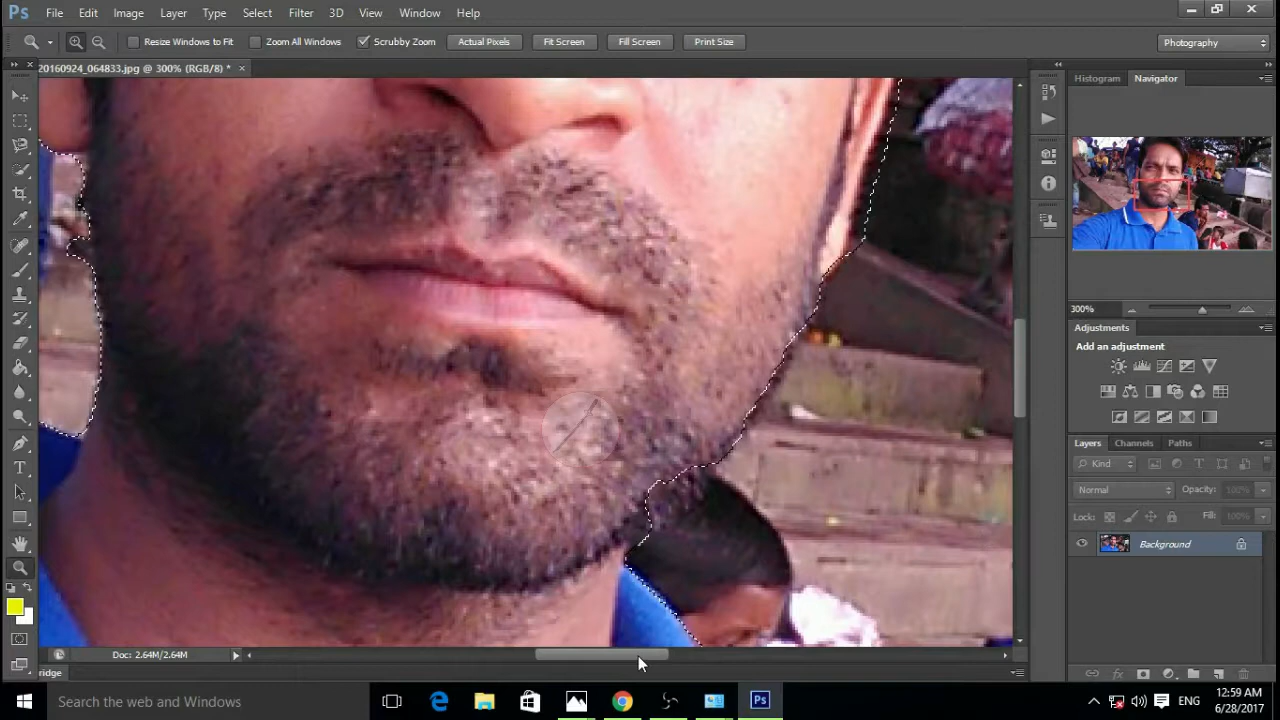 Ps File Edit Image Layer Type Select Filter 3D View Window Help
Resize Windows to Fit Zoom All Windows Scrubby Zoom Actual Pixels Fit Screen Fill Screen Print Size Photography
20160924_064833.jpg @ 300% (RGB/8) * ×
Histogram Navigator
300%
Adjustments
Add an adjustment
Layers Channels Paths
Kind
Normal Opacity: 100%
Lock: Fill: 100%
Background
Doc: 2.64M/2.64M
ridge
Search the web and Windows
ENG
12:59 AM
6/28/2017